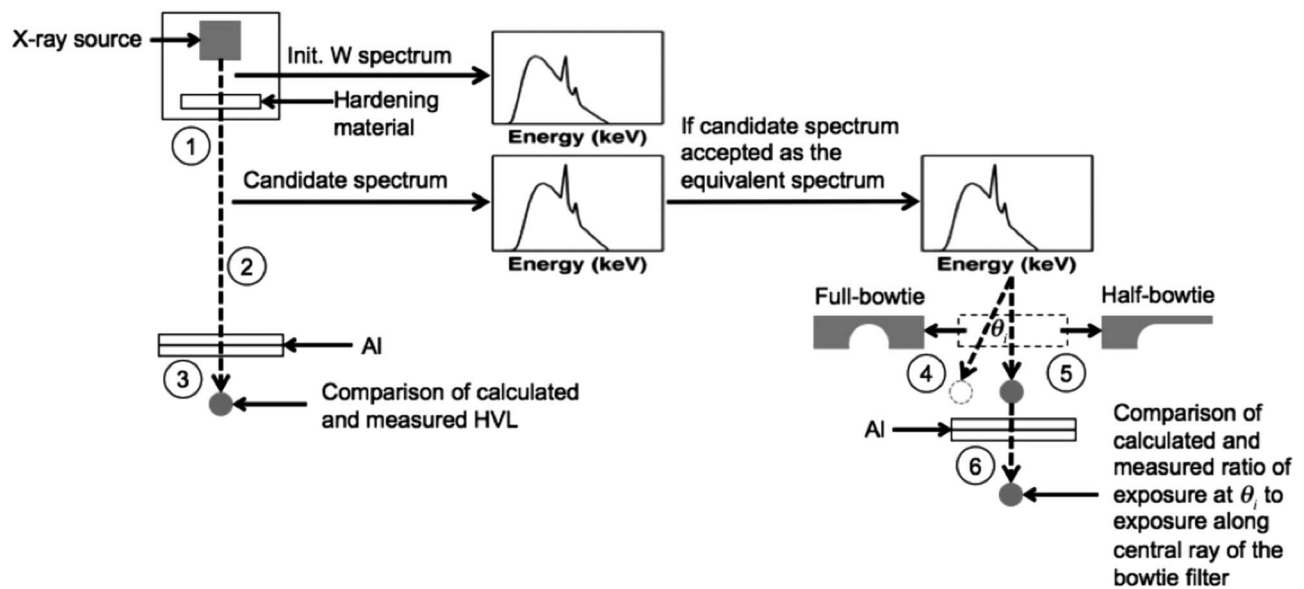 X-ray source
Init. W spectrum
Hardening
material
Energy (keV)
1
Candidate spectrum
Energy (keV)
If candidate spectrum
accepted as the
equivalent spectrum
Energy (keV)
2
Al
3
Comparison of calculated
and measured HVL
Full-bowtie
θi
Half-bowtie
4
5
Al
6
Comparison of
calculated and
measured ratio of
exposure at θi to
exposure along
central ray of the
bowtie filter